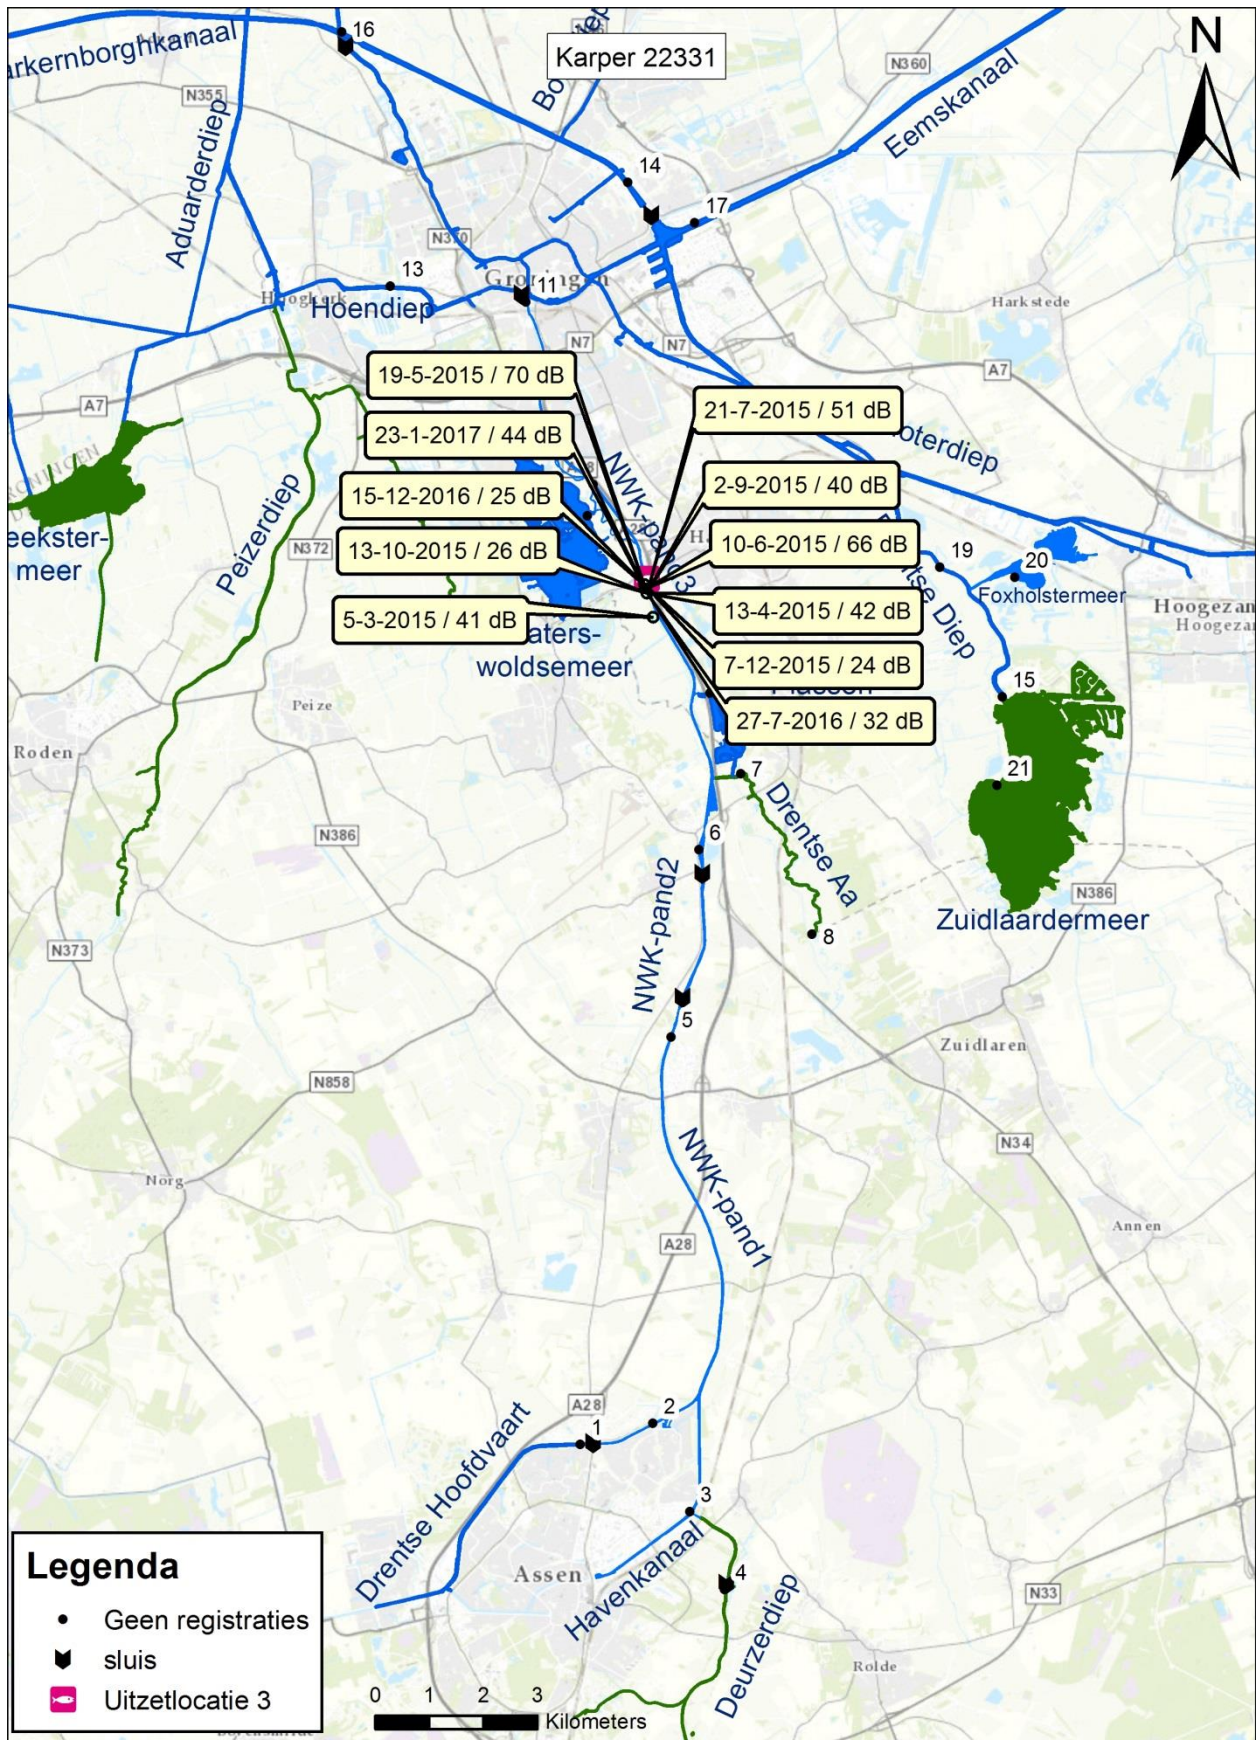 16
Karper 22331
N
N360
Eemskanaal
N355
Aduarderdiep
14
17
N370
13
Groningen
11
Hoogkerk
Hoendiep
Harkstede
N7
N7
A7
A7
19-5-2015 / 70 dB
21-7-2015 / 51 dB
23-1-2017 / 44 dB
2-9-2015 / 40 dB
15-12-2016 / 25 dB
10-6-2015 / 66 dB
13-10-2015 / 26 dB
13-4-2015 / 42 dB
5-3-2015 / 41 dB
7-12-2015 / 24 dB
27-7-2016 / 32 dB
NWK-pand 3
Peizerdiep
N372
meer
woldsemeer
19
20
Foxholstermeer
Hoogezan
Hoogezan
Peize
Roden
15
21
7
Drentse Aa
6
N386
NWK-pand2
N386
Zuidlaardermeer
8
N373
5
Zuidlaren
N858
N34
NWK-pand1
Norg
Annen
A28
A28
2
1
Drentse Hoofdvaart
3
Assen
Havenkanaal
4
Deurzerdiep
N33
Rolde
Legenda
Geen registraties
sluis
Uitzetlocatie 3
0 1 2 3
Kilometers